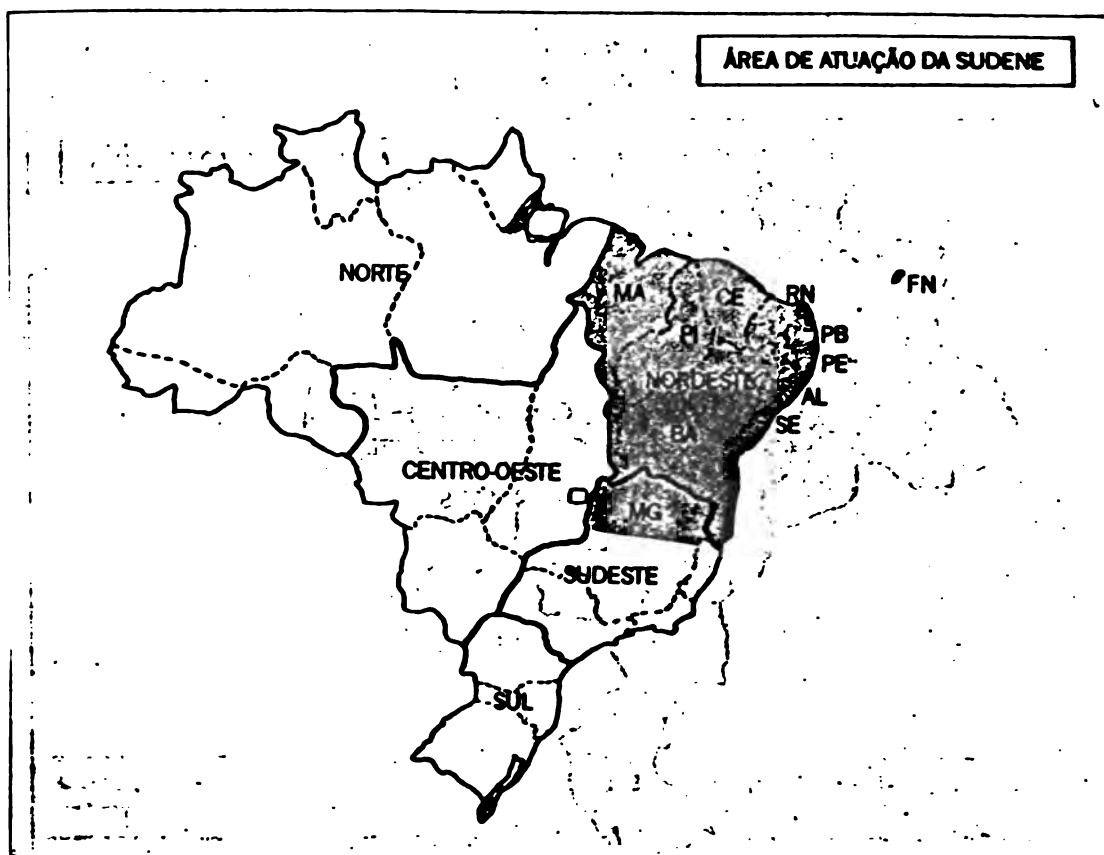 ÁREA DE ATUAÇÃO DA SUDENE
NORTE
MA
CE
RN
FN
PI
PB
PE
NORDESTE
AL
BA
SE
CENTRO-OESTE
MG
SUDESTE
SUL